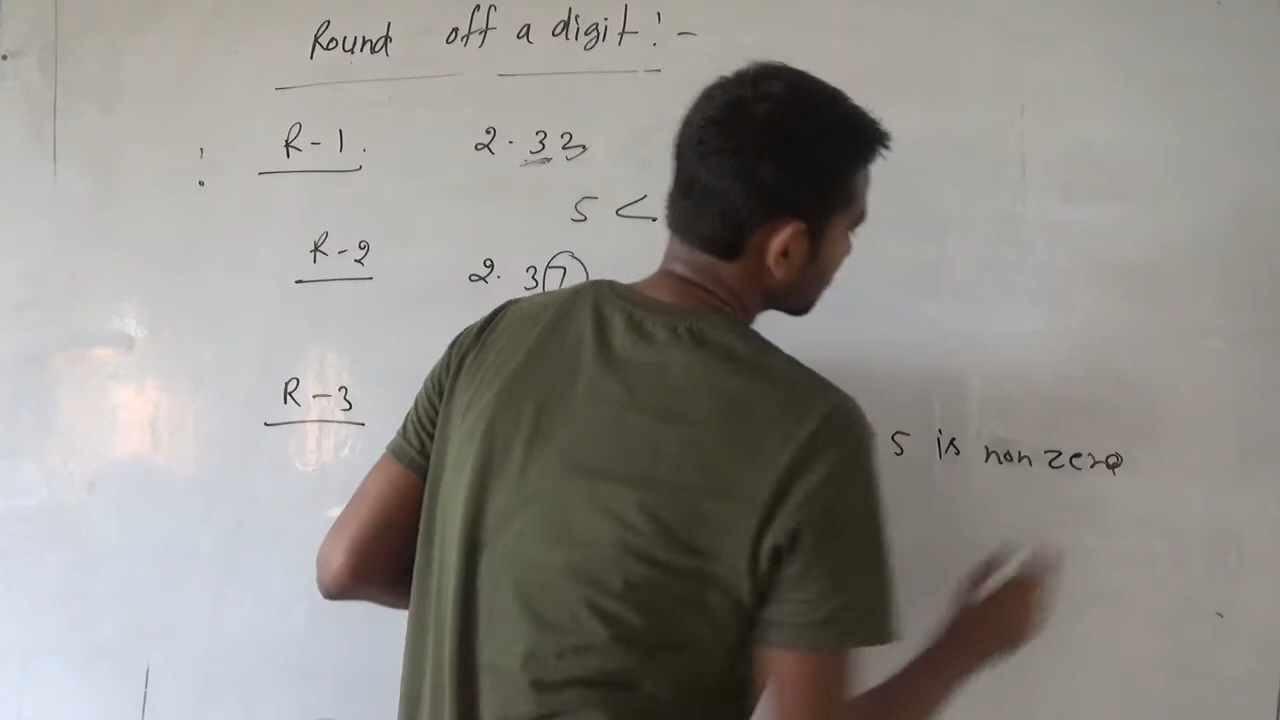 Round off a digit :-
R-1. 2.33
5 <
R-2 2.37
R-3
5 is non zero